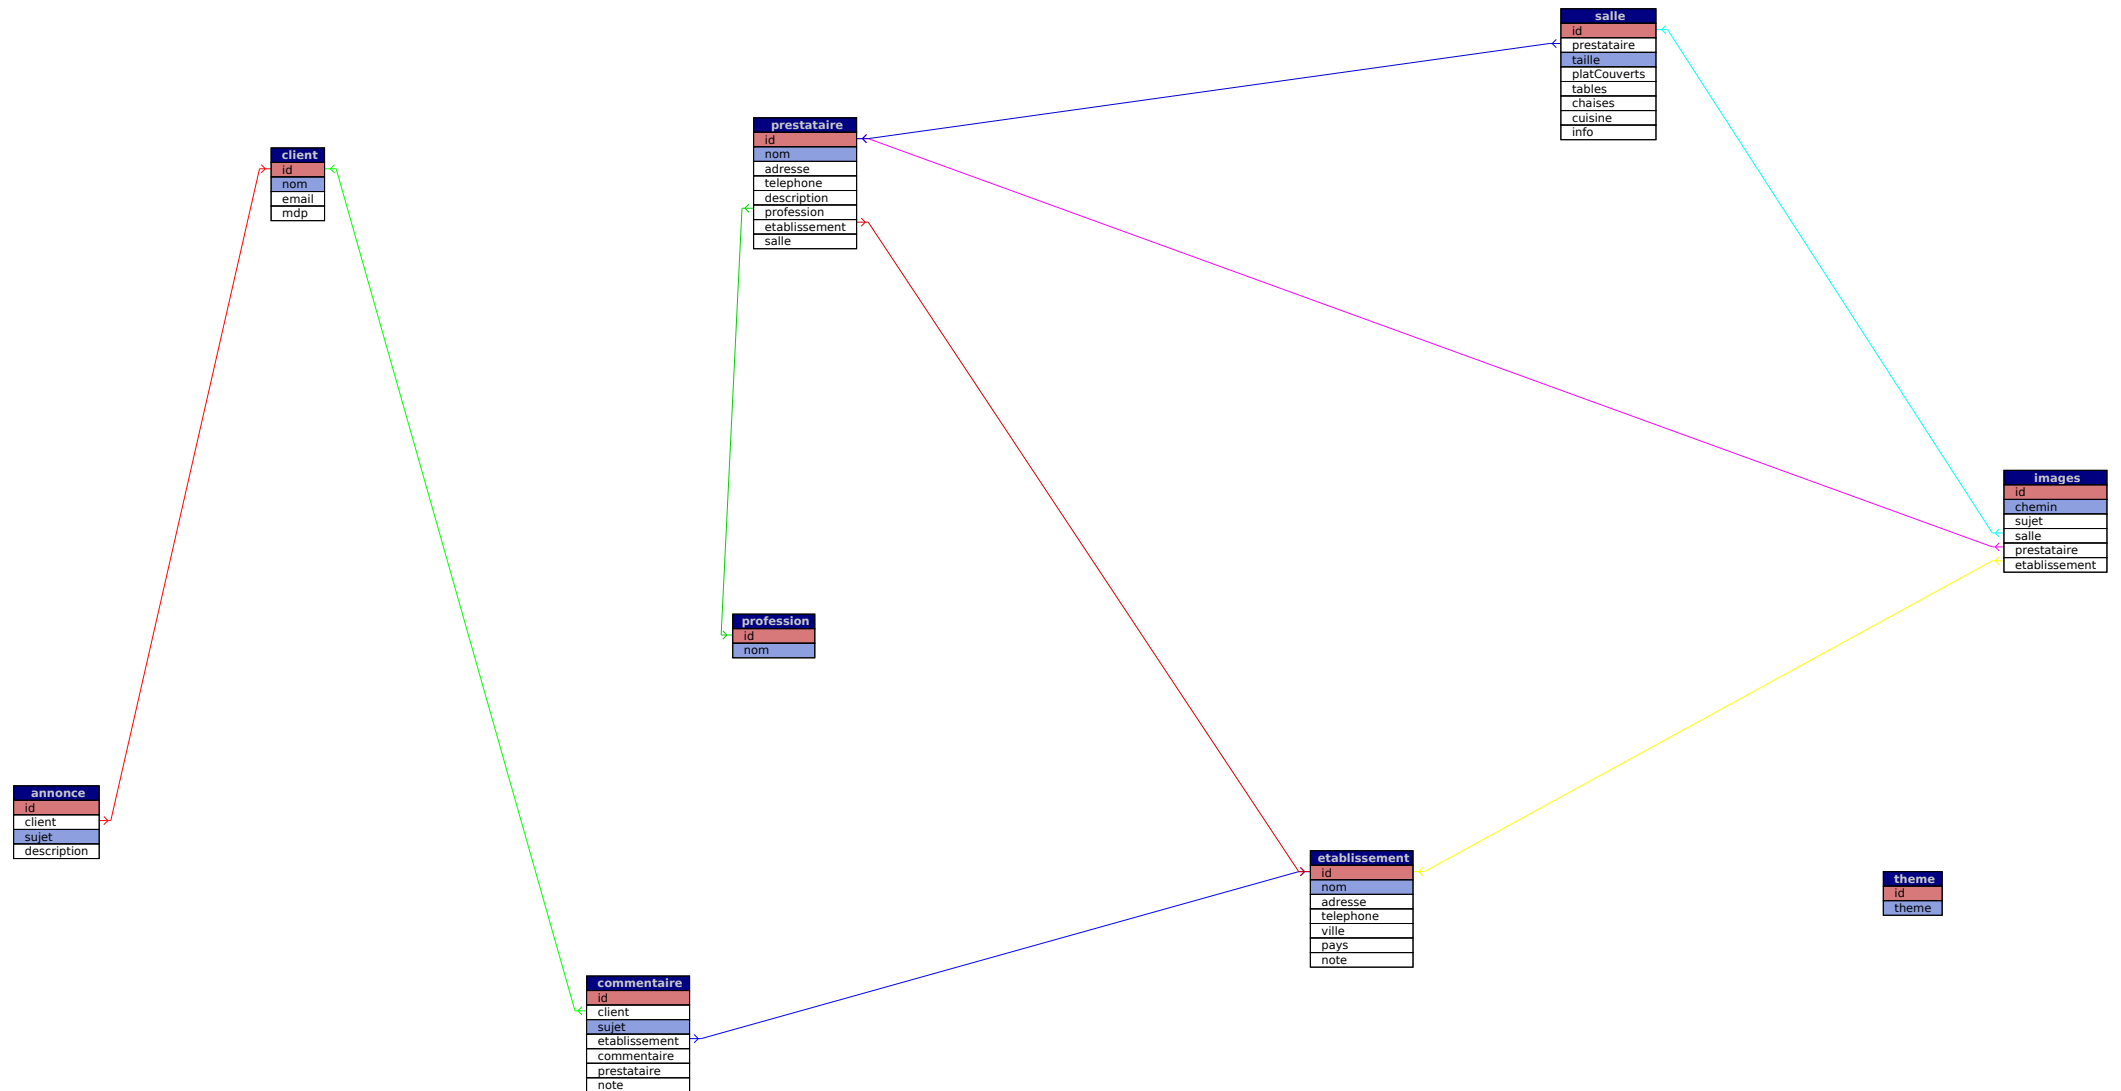 salle
id
prestataire
taille
platCouverts
tables
chaises
cuisine
info
prestataire
id
nom
adresse
telephone
description
profession
etablissement
salle
client
id
nom
email
mdp
images
id
chemin
sujet
salle
prestataire
etablissement
profession
id
nom
annonce
id
client
sujet
description
etablissement
id
nom
adresse
telephone
ville
pays
note
theme
id
theme
commentaire
id
client
sujet
etablissement
commentaire
prestataire
note